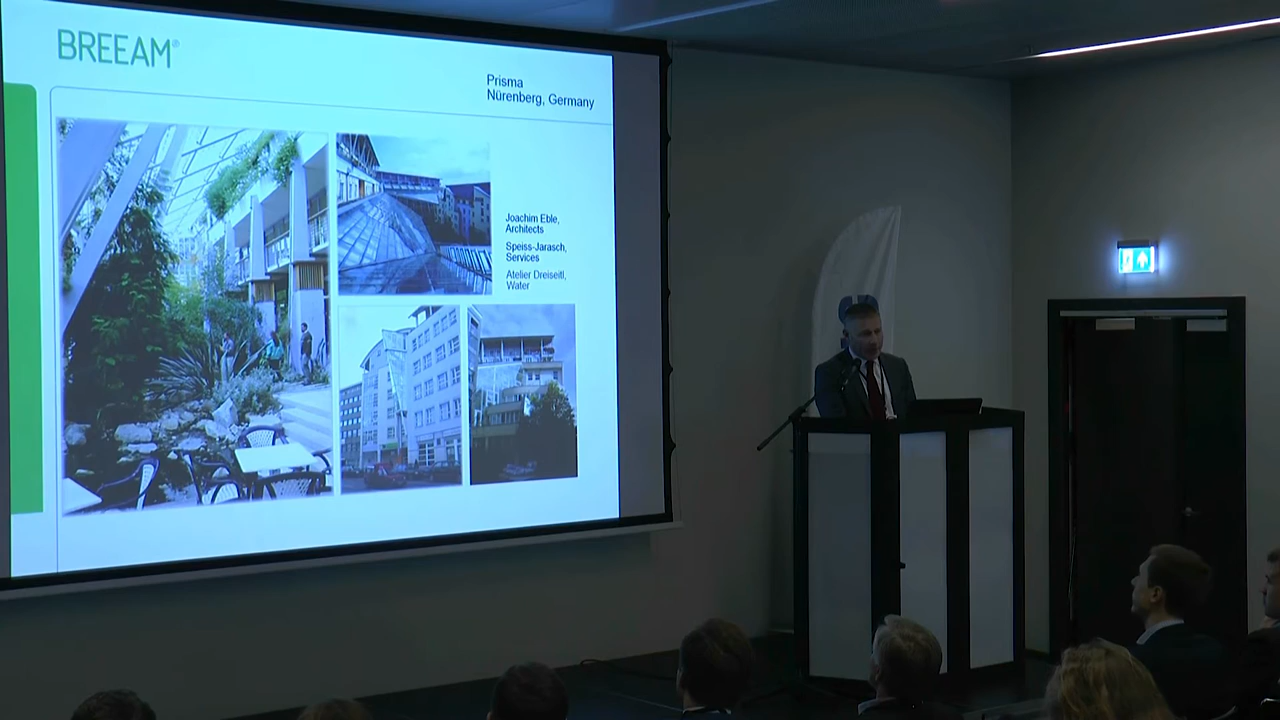 BREEAM®
Prisma
Nürenberg, Germany
Joachim Eble,
Architects
Speiss-Jarasch,
Services
Atelier Dreiseitl,
Water